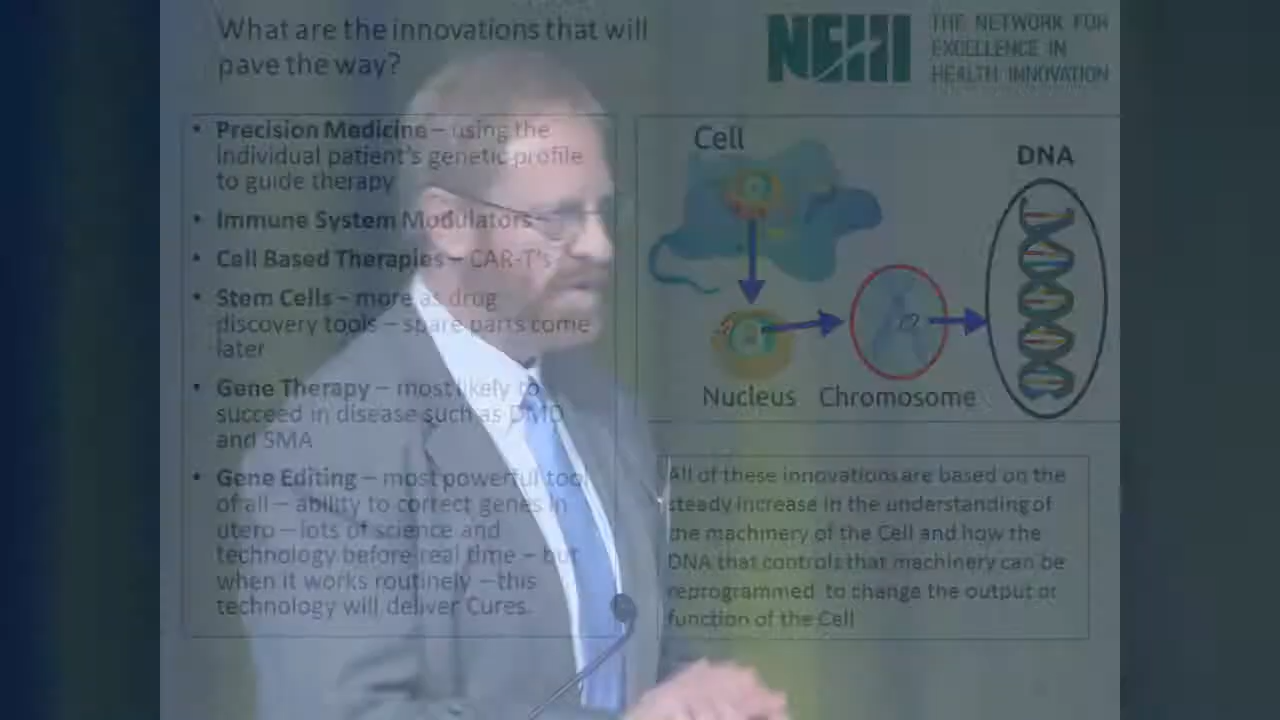 What are the innovations that will
pave the way?
NEHI
THE NETWORK FOR
EXCELLENCE IN
HEALTH INNOVATION
• Precision Medicine – using the
individual patient's genetic profile
to guide therapy
• Immune System Modulators
• Cell Based Therapies – CAR-T's
• Stem Cells – more as drug
discovery tools – spare parts come
later
• Gene Therapy – most likely to
succeed in disease such as DMD
and SMA
• Gene Editing – most powerful tool
of all – ability to correct genes in
utero – lots of science and
technology before real time – but
when it works routinely – this
technology will deliver Cures.
Cell
DNA
Nucleus
Chromosome
All of these innovations are based on the
steady increase in the understanding of
the machinery of the Cell and how the
DNA that controls that machinery can be
reprogrammed to change the output or
function of the Cell